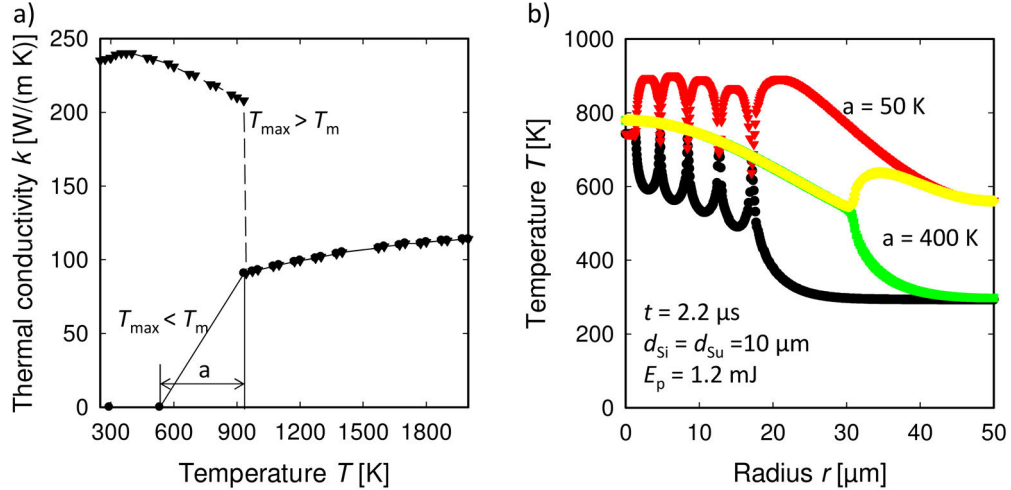 a)
Thermal conductivity k [W/(m K)]
250
200
150
100
50
0
T_max > T_m
T_max < T_m
a
300 600 900 1200 1500 1800
Temperature T [K]
b)
Temperature T [K]
1000
800
600
400
200
0
a = 50 K
a = 400 K
t = 2.2 µs
d_Si = d_Su =10 µm
E_p = 1.2 mJ
0 10 20 30 40 50
Radius r [µm]